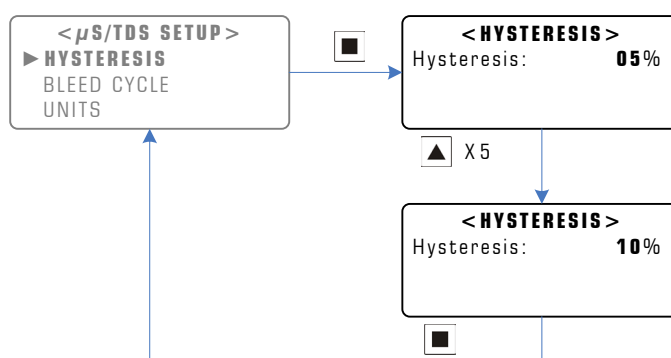 <µS/TDS SETUP>
▶HYSTERESIS
BLEED CYCLE
UNITS
<HYSTERESIS>
Hysteresis: 05%
X5
<HYSTERESIS>
Hysteresis: 10%